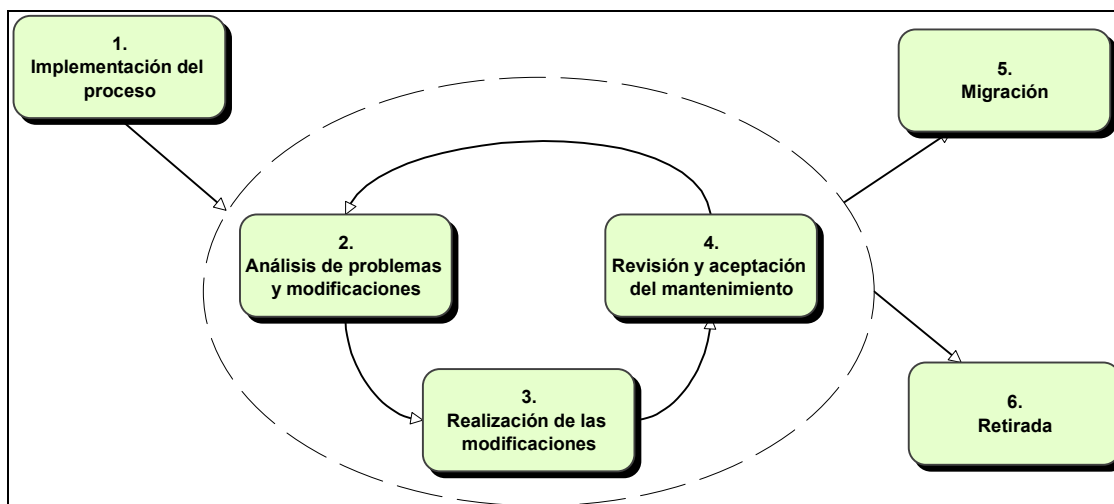 1.
Implementación del
proceso
5.
Migración
2.
Análisis de problemas
y modificaciones
4.
Revisión y aceptación
del mantenimiento
3.
Realización de las
modificaciones
6.
Retirada